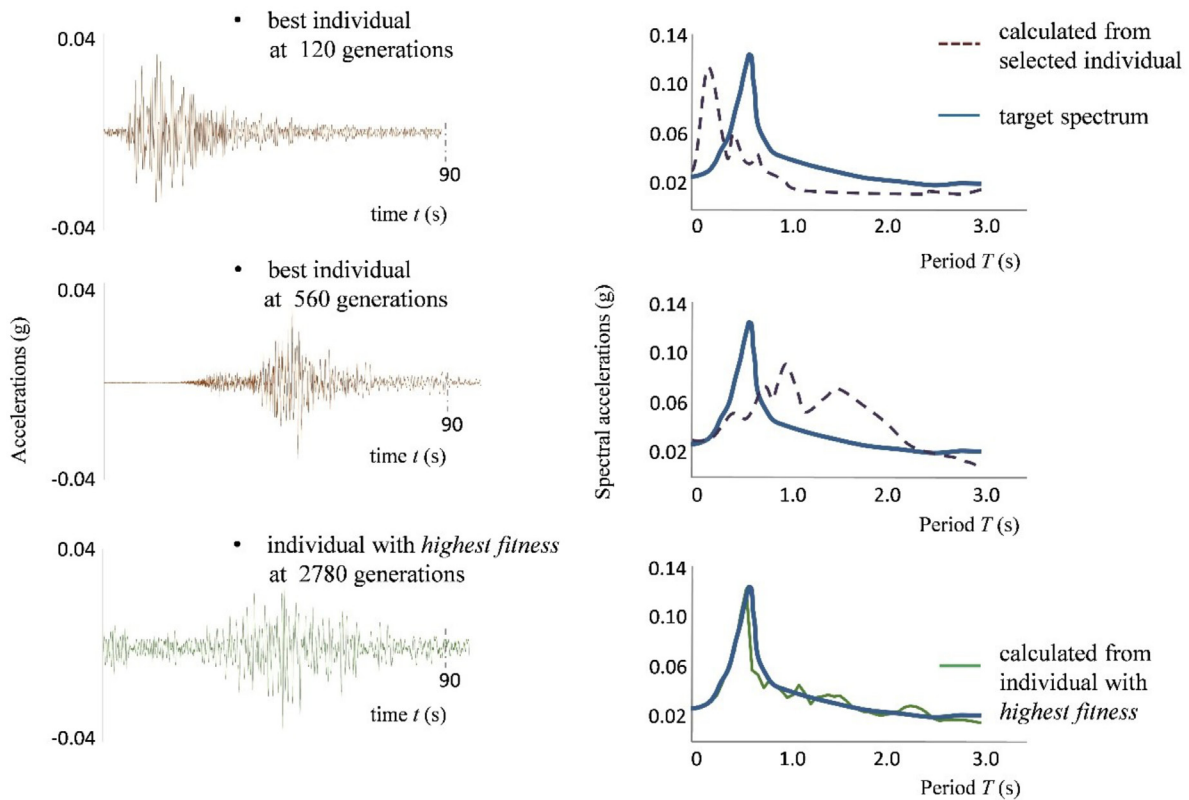 • best individual
at 120 generations
0.04
-0.04
90
time t (s)
0.14
0.10
0.06
0.02
0 1.0 2.0 3.0
Period T (s)
calculated from
selected individual
target spectrum
• best individual
at 560 generations
0.04
-0.04
90
time t (s)
Accelerations (g)
Spectral accelerations (g)
0.14
0.10
0.06
0.02
0 1.0 2.0 3.0
Period T (s)
• individual with highest fitness
at 2780 generations
0.04
-0.04
90
time t (s)
0.14
0.10
0.06
0.02
0 1.0 2.0 3.0
Period T (s)
calculated from
individual with
highest fitness